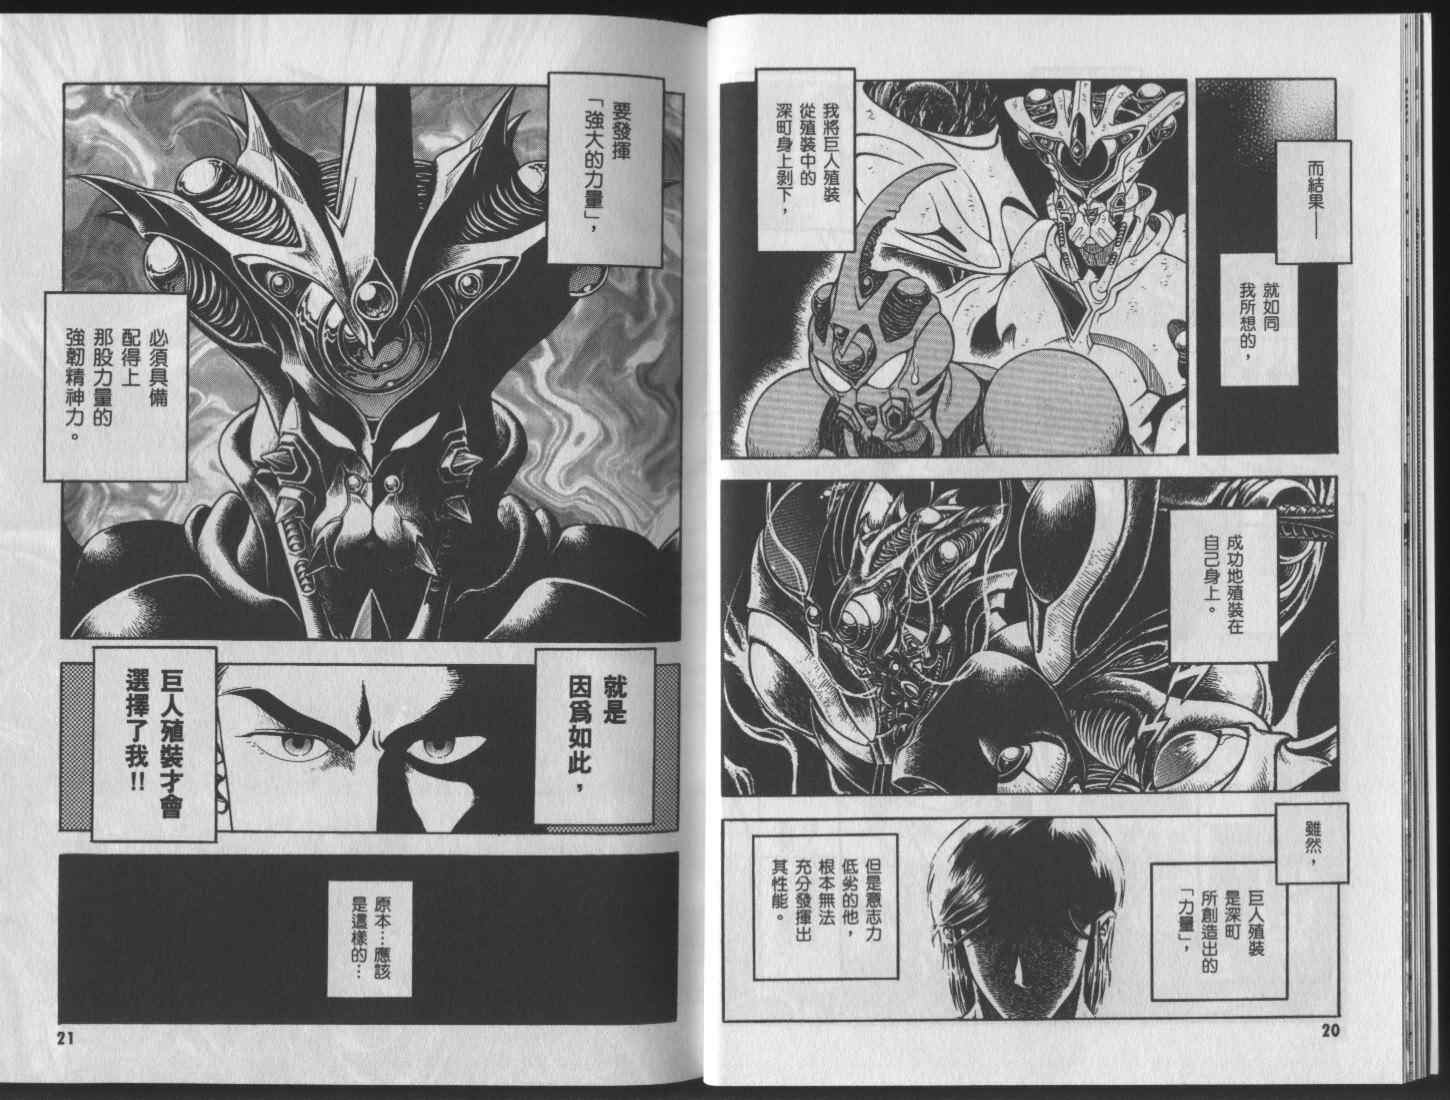 而結果——
就如同
我所想的，
我將巨人殖裝
從殖裝中的
深町身上剝下，
成功地殖裝在
自己身上。
雖然，
巨人殖裝
是深町
所創造出的
「力量」，
但是意志力
低劣的他，
根本無法
充分發揮出
其性能。
20
要發揮
「強大的力量」，
必須具備
配得上
那股力量的
強韌精神力。
就是
因爲如此，
巨人殖裝才會
選擇了我!!
原本…應該
是這樣的…
21